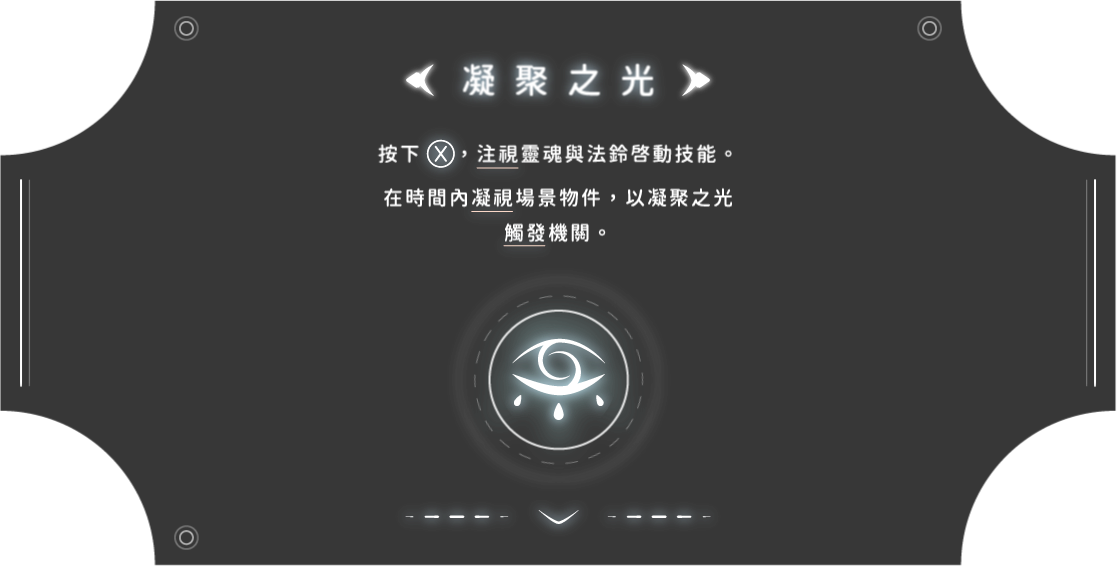 凝聚之光
按下Ⓧ，注視靈魂與法鈴啓動技能。
在時間內凝視場景物件，以凝聚之光
觸發機關。